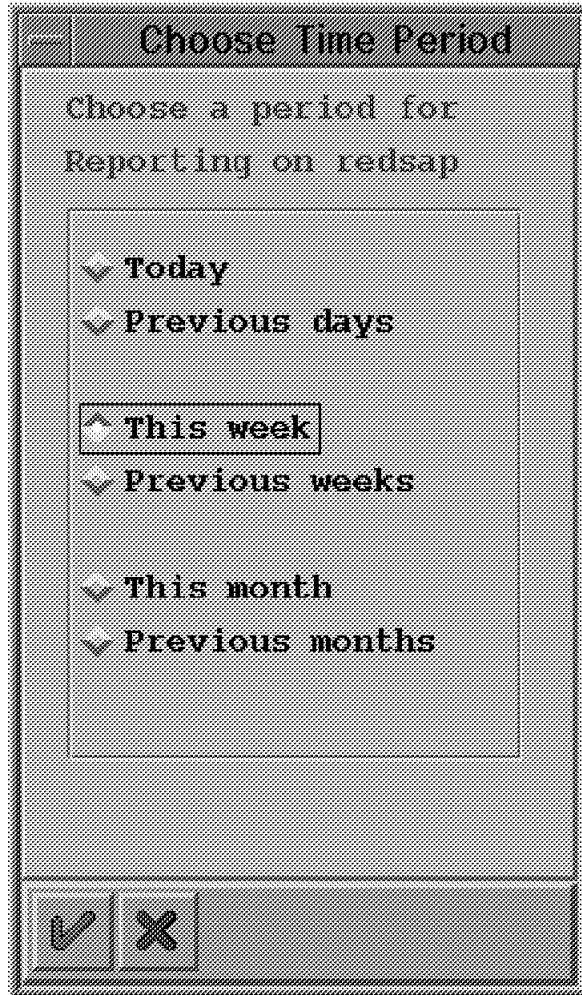 Choose Time Period
Choose a period for
Reporting on redsap
Today
Previous days
This week
Previous weeks
This month
Previous months